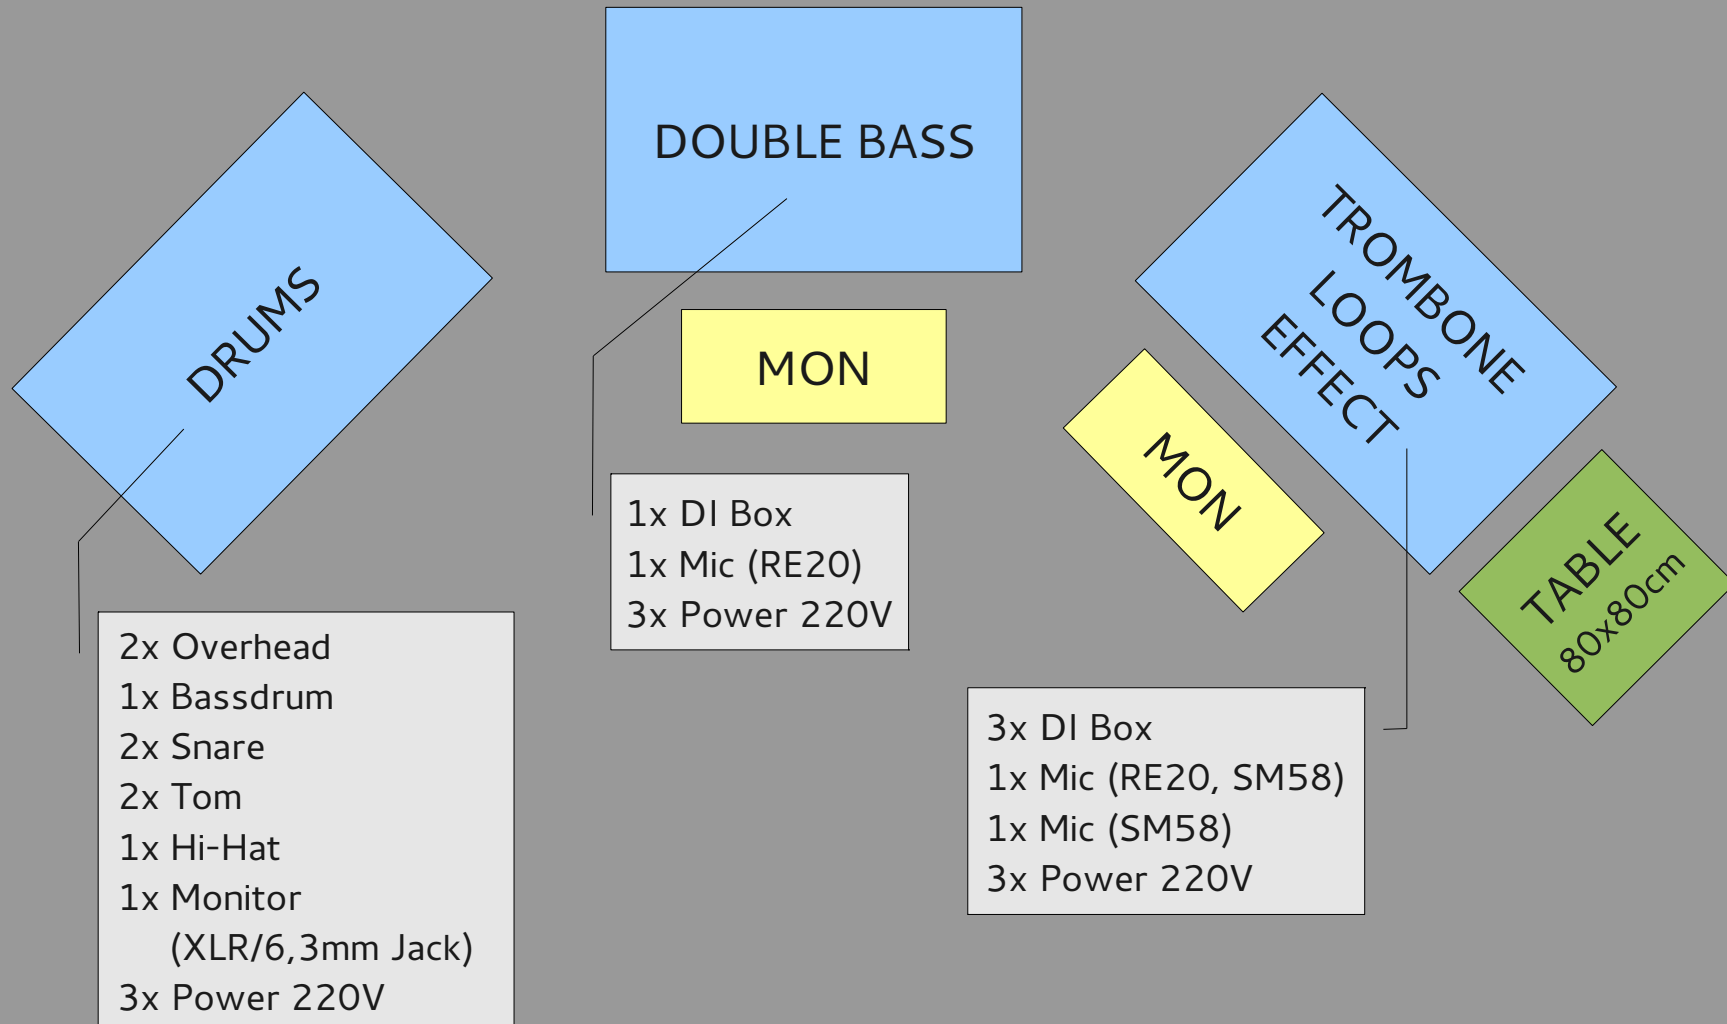 DOUBLE BASS
DRUMS
TROMBONE
LOOPS
EFFECT
MON
MON
TABLE
80x80cm
1x DI Box
1x Mic (RE20)
3x Power 220V
2x Overhead
1x Bassdrum
2x Snare
2x Tom
1x Hi-Hat
1x Monitor
(XLR/6,3mm Jack)
3x Power 220V
3x DI Box
1x Mic (RE20, SM58)
1x Mic (SM58)
3x Power 220V